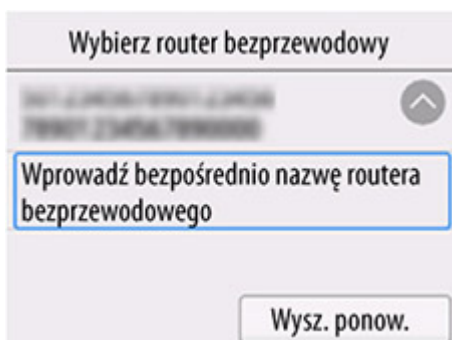 Wybierz router bezprzewodowy
Wprowadź bezpośrednio nazwę routera
bezprzewodowego
Wysz. ponow.